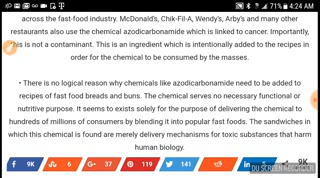 57% 4:24 AM
across the fast-food industry. McDonald's, Chik-Fil-A, Wendy's, Arby's and many other
restaurants also use the chemical azodicarbonamide which is linked to cancer. Importantly,
this is not a contaminant. This is an ingredient which is intentionally added to the recipes in
order for the chemical to be consumed by the masses.
• There is no logical reason why chemicals like azodicarbonamide need to be added to
recipes of fast food breads and buns. The chemical serves no necessary functional or
nutritive purpose. It seems to exists solely for the purpose of delivering the chemical to
hundreds of millions of consumers by blending it into popular fast foods. The sandwiches in
which this chemical is found are merely delivery mechanisms for toxic substances that harm
human biology.
9K 6 37 119 141 9K
DU SCREEN RECORDER